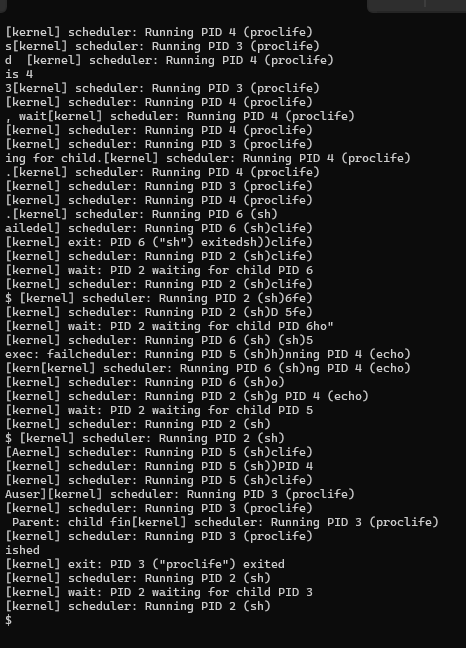 [kernel] scheduler: Running PID 4 (proclife)
s[kernel] scheduler: Running PID 3 (proclife)
d  [kernel] scheduler: Running PID 4 (proclife)
is 4
3[kernel] scheduler: Running PID 3 (proclife)
[kernel] scheduler: Running PID 4 (proclife)
, wait[kernel] scheduler: Running PID 4 (proclife)
[kernel] scheduler: Running PID 4 (proclife)
[kernel] scheduler: Running PID 3 (proclife)
ing for child.[kernel] scheduler: Running PID 4 (proclife)
.[kernel] scheduler: Running PID 4 (proclife)
[kernel] scheduler: Running PID 3 (proclife)
[kernel] scheduler: Running PID 4 (proclife)
.[kernel] scheduler: Running PID 6 (sh)
ailedel] scheduler: Running PID 6 (sh)clife)
[kernel] exit: PID 6 ("sh") exitedsh))clife)
[kernel] scheduler: Running PID 2 (sh)clife)
[kernel] wait: PID 2 waiting for child PID 6
[kernel] scheduler: Running PID 2 (sh)clife)
$ [kernel] scheduler: Running PID 2 (sh)6fe)
[kernel] scheduler: Running PID 2 (sh)D 5fe)
[kernel] wait: PID 2 waiting for child PID 6ho"
[kernel] scheduler: Running PID 6 (sh) (sh)5
exec: failcheduler: Running PID 5 (sh)h)nning PID 4 (echo)
[kern[kernel] scheduler: Running PID 6 (sh)ng PID 4 (echo)
[kernel] scheduler: Running PID 6 (sh)o)
[kernel] scheduler: Running PID 2 (sh)g PID 4 (echo)
[kernel] wait: PID 2 waiting for child PID 5
[kernel] scheduler: Running PID 2 (sh)
$ [kernel] scheduler: Running PID 2 (sh)
[Aernel] scheduler: Running PID 5 (sh)clife)
[kernel] scheduler: Running PID 5 (sh))PID 4
[kernel] scheduler: Running PID 5 (sh)clife)
Auser][kernel] scheduler: Running PID 3 (proclife)
[kernel] scheduler: Running PID 3 (proclife)
 Parent: child fin[kernel] scheduler: Running PID 3 (proclife)
[kernel] scheduler: Running PID 3 (proclife)
ished
[kernel] exit: PID 3 ("proclife") exited
[kernel] scheduler: Running PID 2 (sh)
[kernel] wait: PID 2 waiting for child PID 3
[kernel] scheduler: Running PID 2 (sh)
$